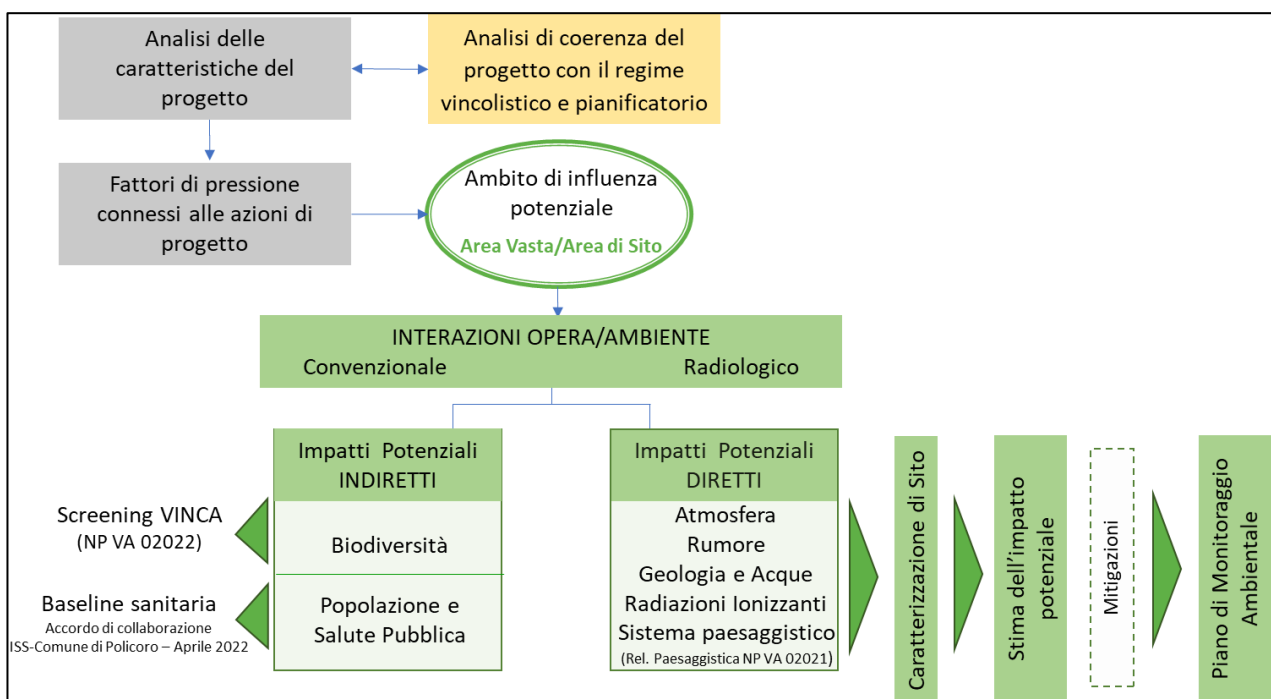 Analisi delle
caratteristiche del
progetto
Analisi di coerenza del
progetto con il regime
vincolistico e pianificatorio
Fattori di pressione
connessi alle azioni di
progetto
Ambito di influenza
potenziale
Area Vasta/Area di Sito
INTERAZIONI OPERA/AMBIENTE
Convenzionale Radiologico
Impatti Potenziali
INDIRETTI
Biodiversità
Popolazione e
Salute Pubblica
Screening VINCA
(NP VA 02022)
Baseline sanitaria
Accordo di collaborazione
ISS-Comune di Policoro – Aprile 2022
Impatti Potenziali
DIRETTI
Atmosfera
Rumore
Geologia e Acque
Radiazioni Ionizzanti
Sistema paesaggistico
(Rel. Paesaggistica NP VA 02021)
Caratterizzazione di Sito
Stima dell'impatto
potenziale
Mitigazioni
Piano di Monitoraggio
Ambientale